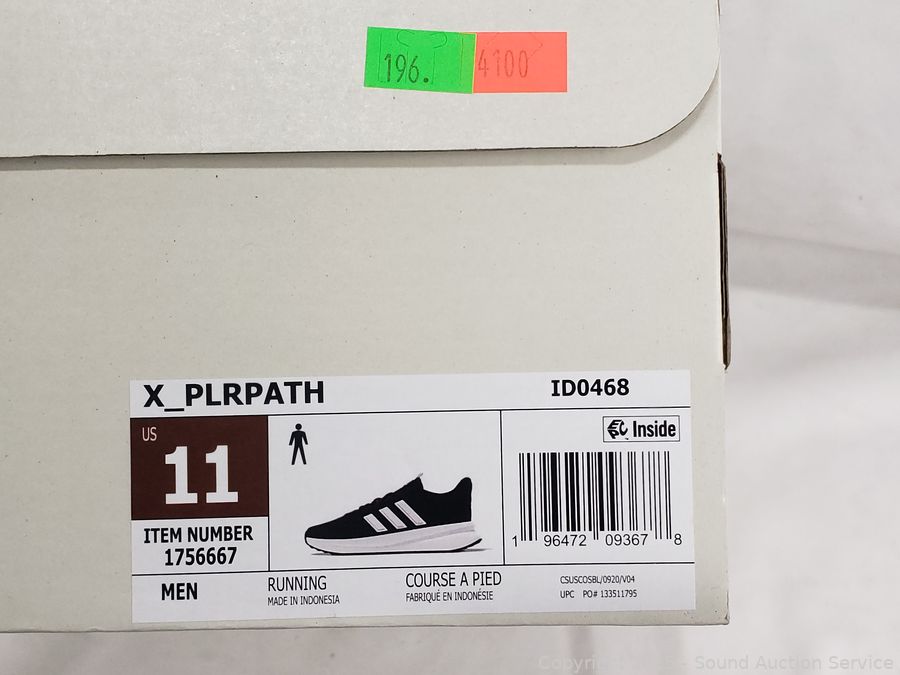 196.
4100
X_PLRPATH
ID0468
US
11
Inside
ITEM NUMBER
1756667
1 96472 09367 8
MEN
RUNNING
MADE IN INDONESIA
COURSE A PIED
FABRIQUÉ EN INDONÉSIE
CSUSCOSBL/0920/V04
UPC PO# 133511795
Sound Auction Service